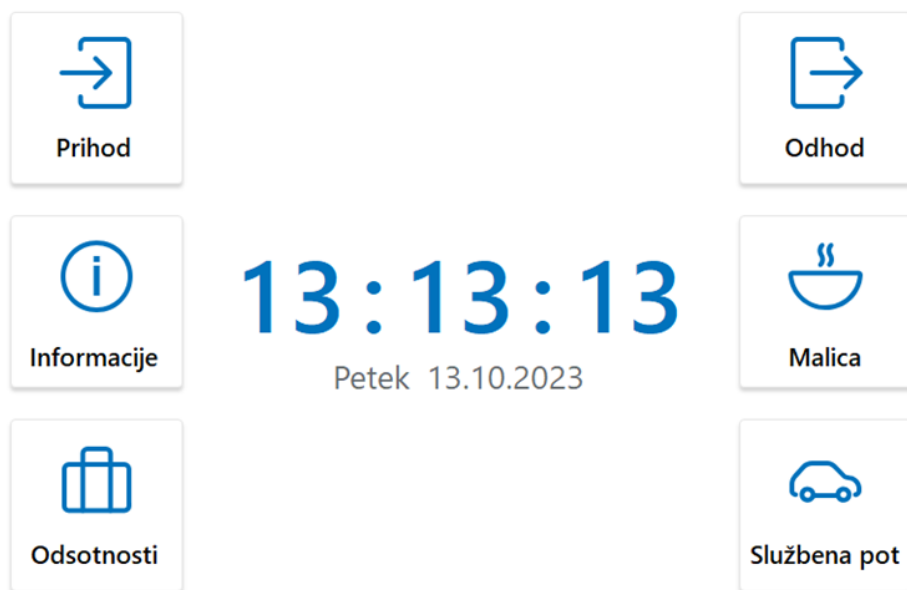 Prihod
Odhod
13:13:13
Petek 13.10.2023
Informacije
Malica
Odsotnosti
Službena pot